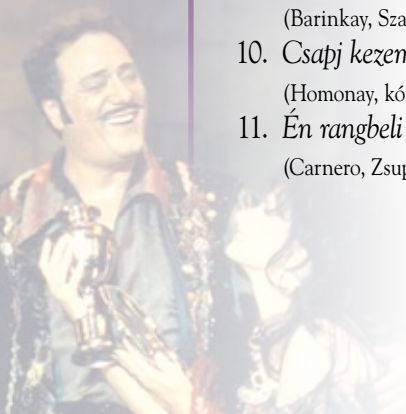 (Barinkay, Sza
10. Csapj kezem
(Homonay, kó
11. Én rangbeli
(Carnero, Zsup